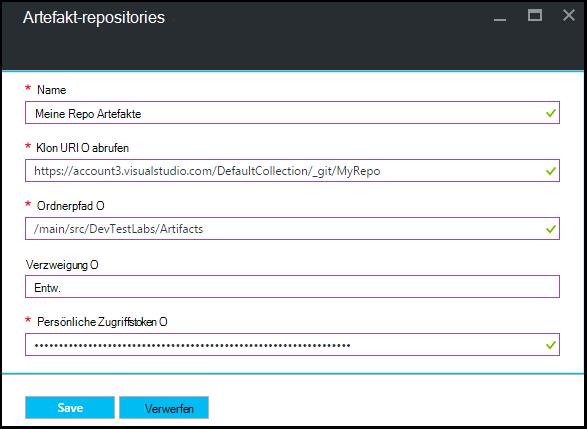 Artefakt-repositories
* Name
Meine Repo Artefakte
* Klon URI O abrufen
https://account3.visualstudio.com/DefaultCollection/_git/MyRepo
* Ordnerpfad O
/main/src/DevTestLabs/Artifacts
Verzweigung O
Entw.
* Persönliche Zugriffstoken O
Save
Verwerfen